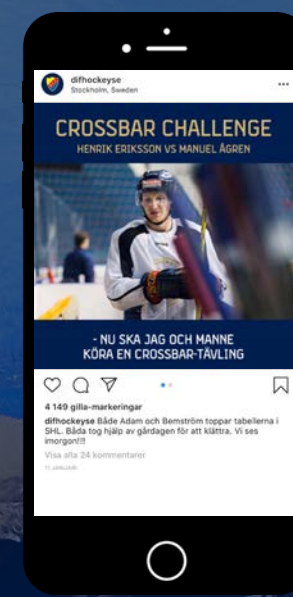 difhockeyse
Stockholm, Sweden
CROSSBAR CHALLENGE
HENRIK ERIKSSON VS MANUEL ÅGREN
- NU SKA JAG OCH MANNE
KÖRA EN CROSSBAR-TÄVLING
4 149 gilla-markeringar
difhockeyse Både Adam och Bemström toppar tabellerna i
SHL. Båda tog hjälp av gårdagen för att klättra. Vi ses
imorgon!!!
Visa alla 24 kommentarer
11 JANUARI